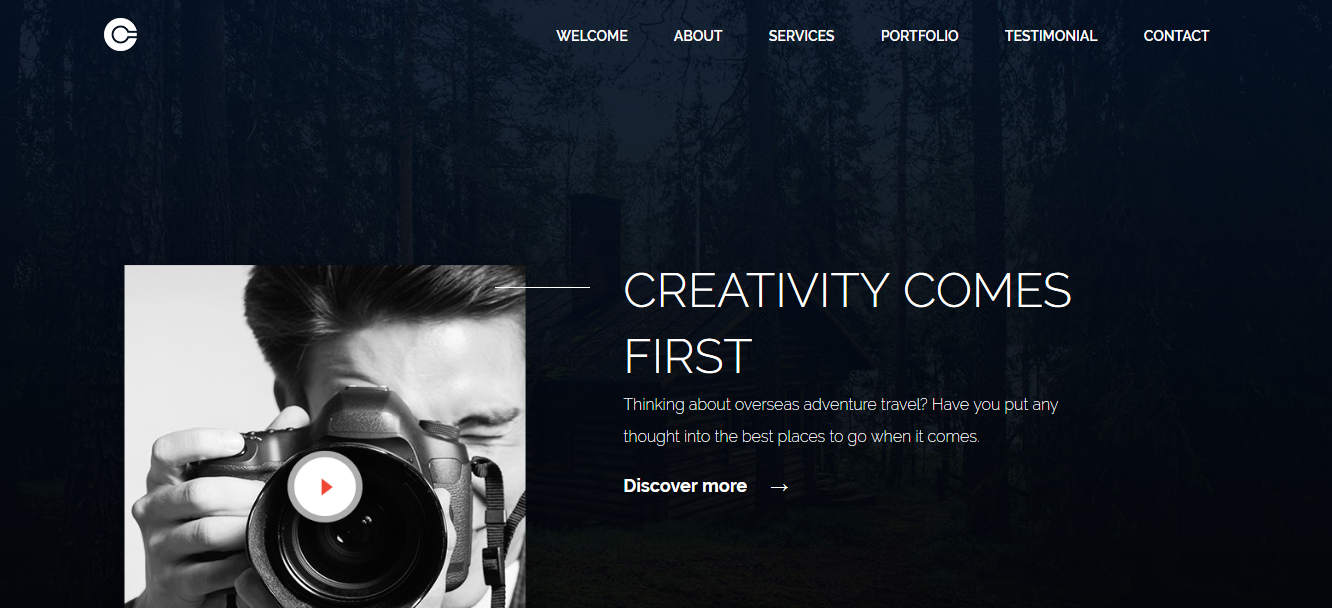 WELCOME ABOUT SERVICES PORTFOLIO TESTIMONIAL CONTACT
CREATIVITY COMES
FIRST
Thinking about overseas adventure travel? Have you put any
thought into the best places to go when it comes.
Discover more →